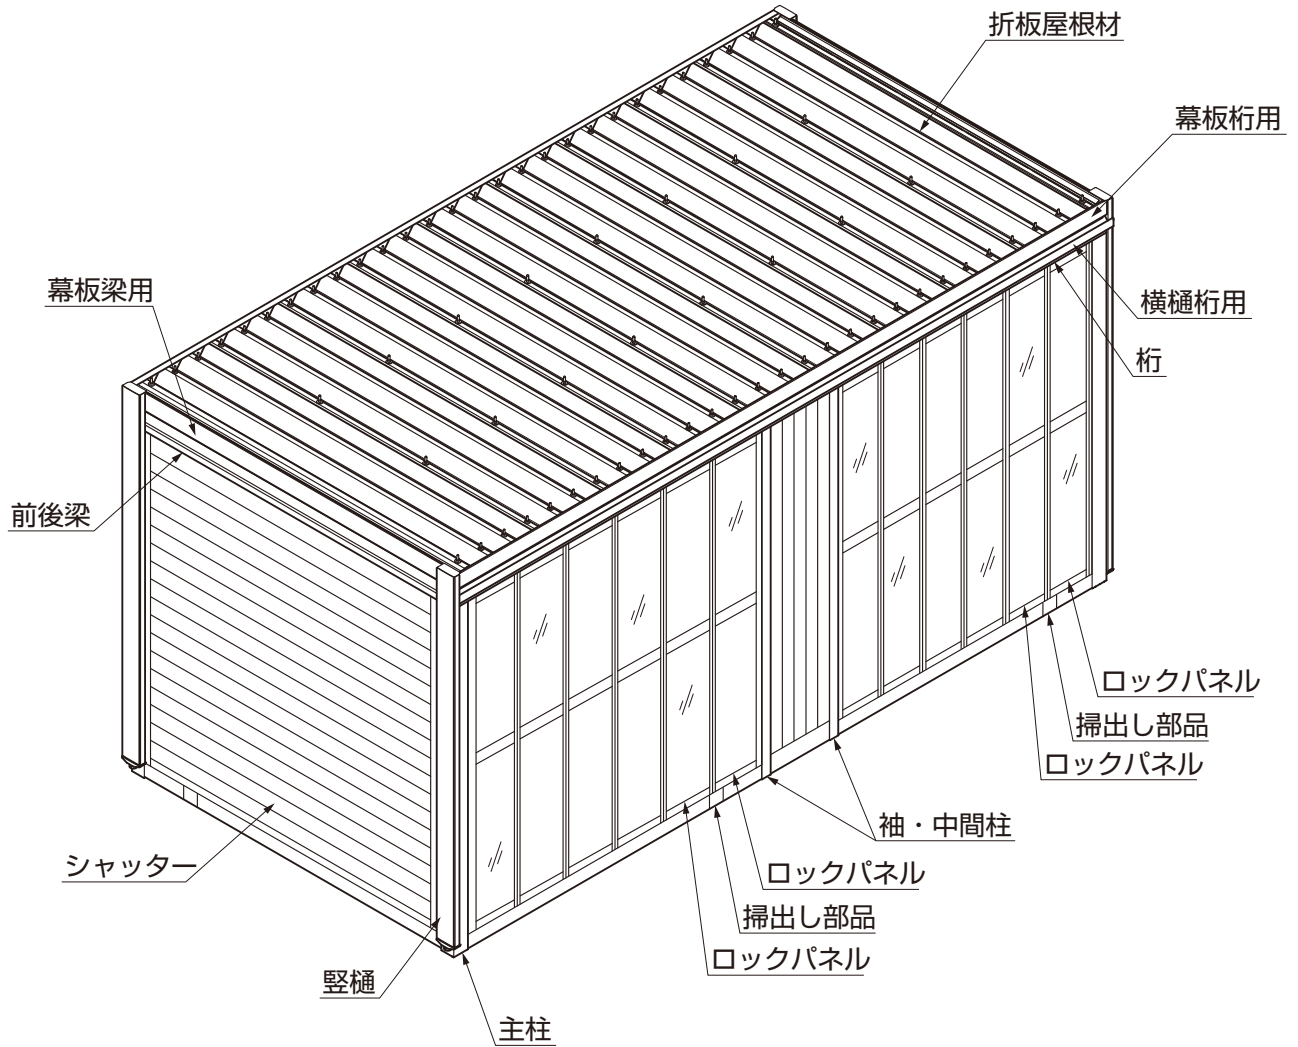 折板屋根材
幕板桁用
幕板梁用
横樋桁用
桁
前後梁
ロックパネル
掃出し部品
ロックパネル
袖・中間柱
シャッター
ロックパネル
掃出し部品
ロックパネル
竪樋
主柱